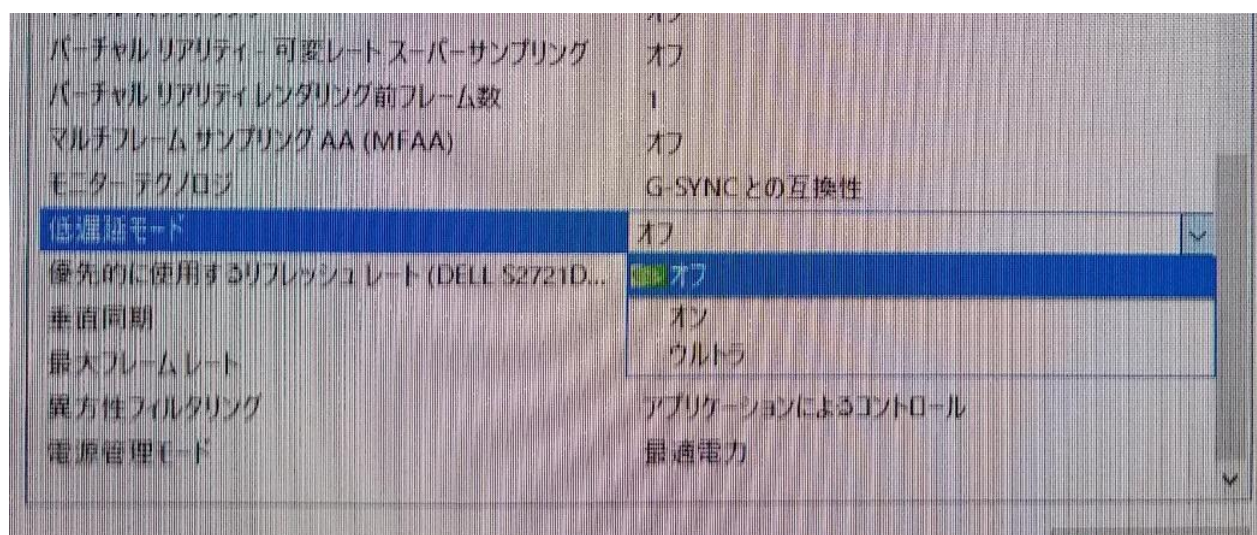 バーチャル リアリティ - 可変レート スーパーサンプリング オフ
バーチャル リアリティ レンダリング前フレーム数 1
マルチフレーム サンプリング AA (MFAA) オフ
モニター テクノロジ G-SYNC との互換性
低遅延モード オフ
優先的に使用するリフレッシュ レート (DELL S2721D... オフ
垂直同期 オン
最大フレーム レート ウルトラ
異方性フィルタリング アプリケーションによるコントロール
電源管理モード 最適電力